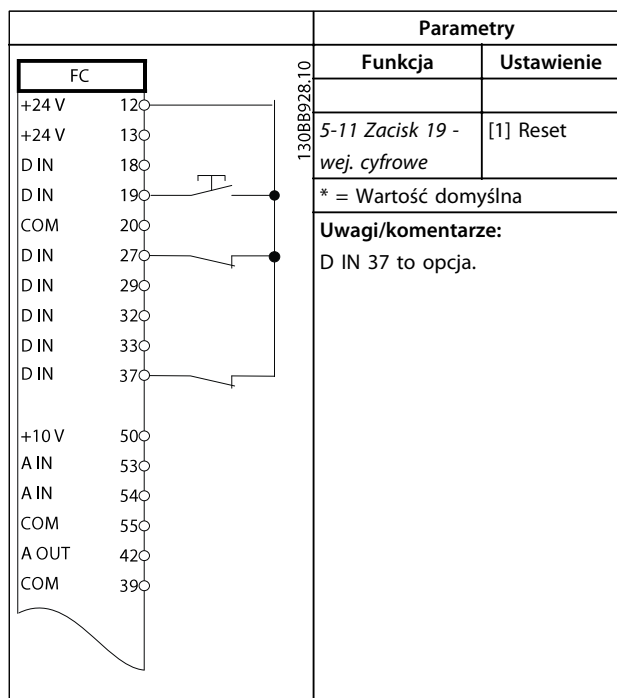 Parametry
Funkcja Ustawienie
5-11 Zacisk 19 - [1] Reset
wej. cyfrowe
* = Wartość domyślna
Uwagi/komentarze:
D IN 37 to opcja.
130BB928.10
FC
+24 V 12
+24 V 13
D IN 18
D IN 19
COM 20
D IN 27
D IN 29
D IN 32
D IN 33
D IN 37
+10 V 50
A IN 53
A IN 54
COM 55
A OUT 42
COM 39